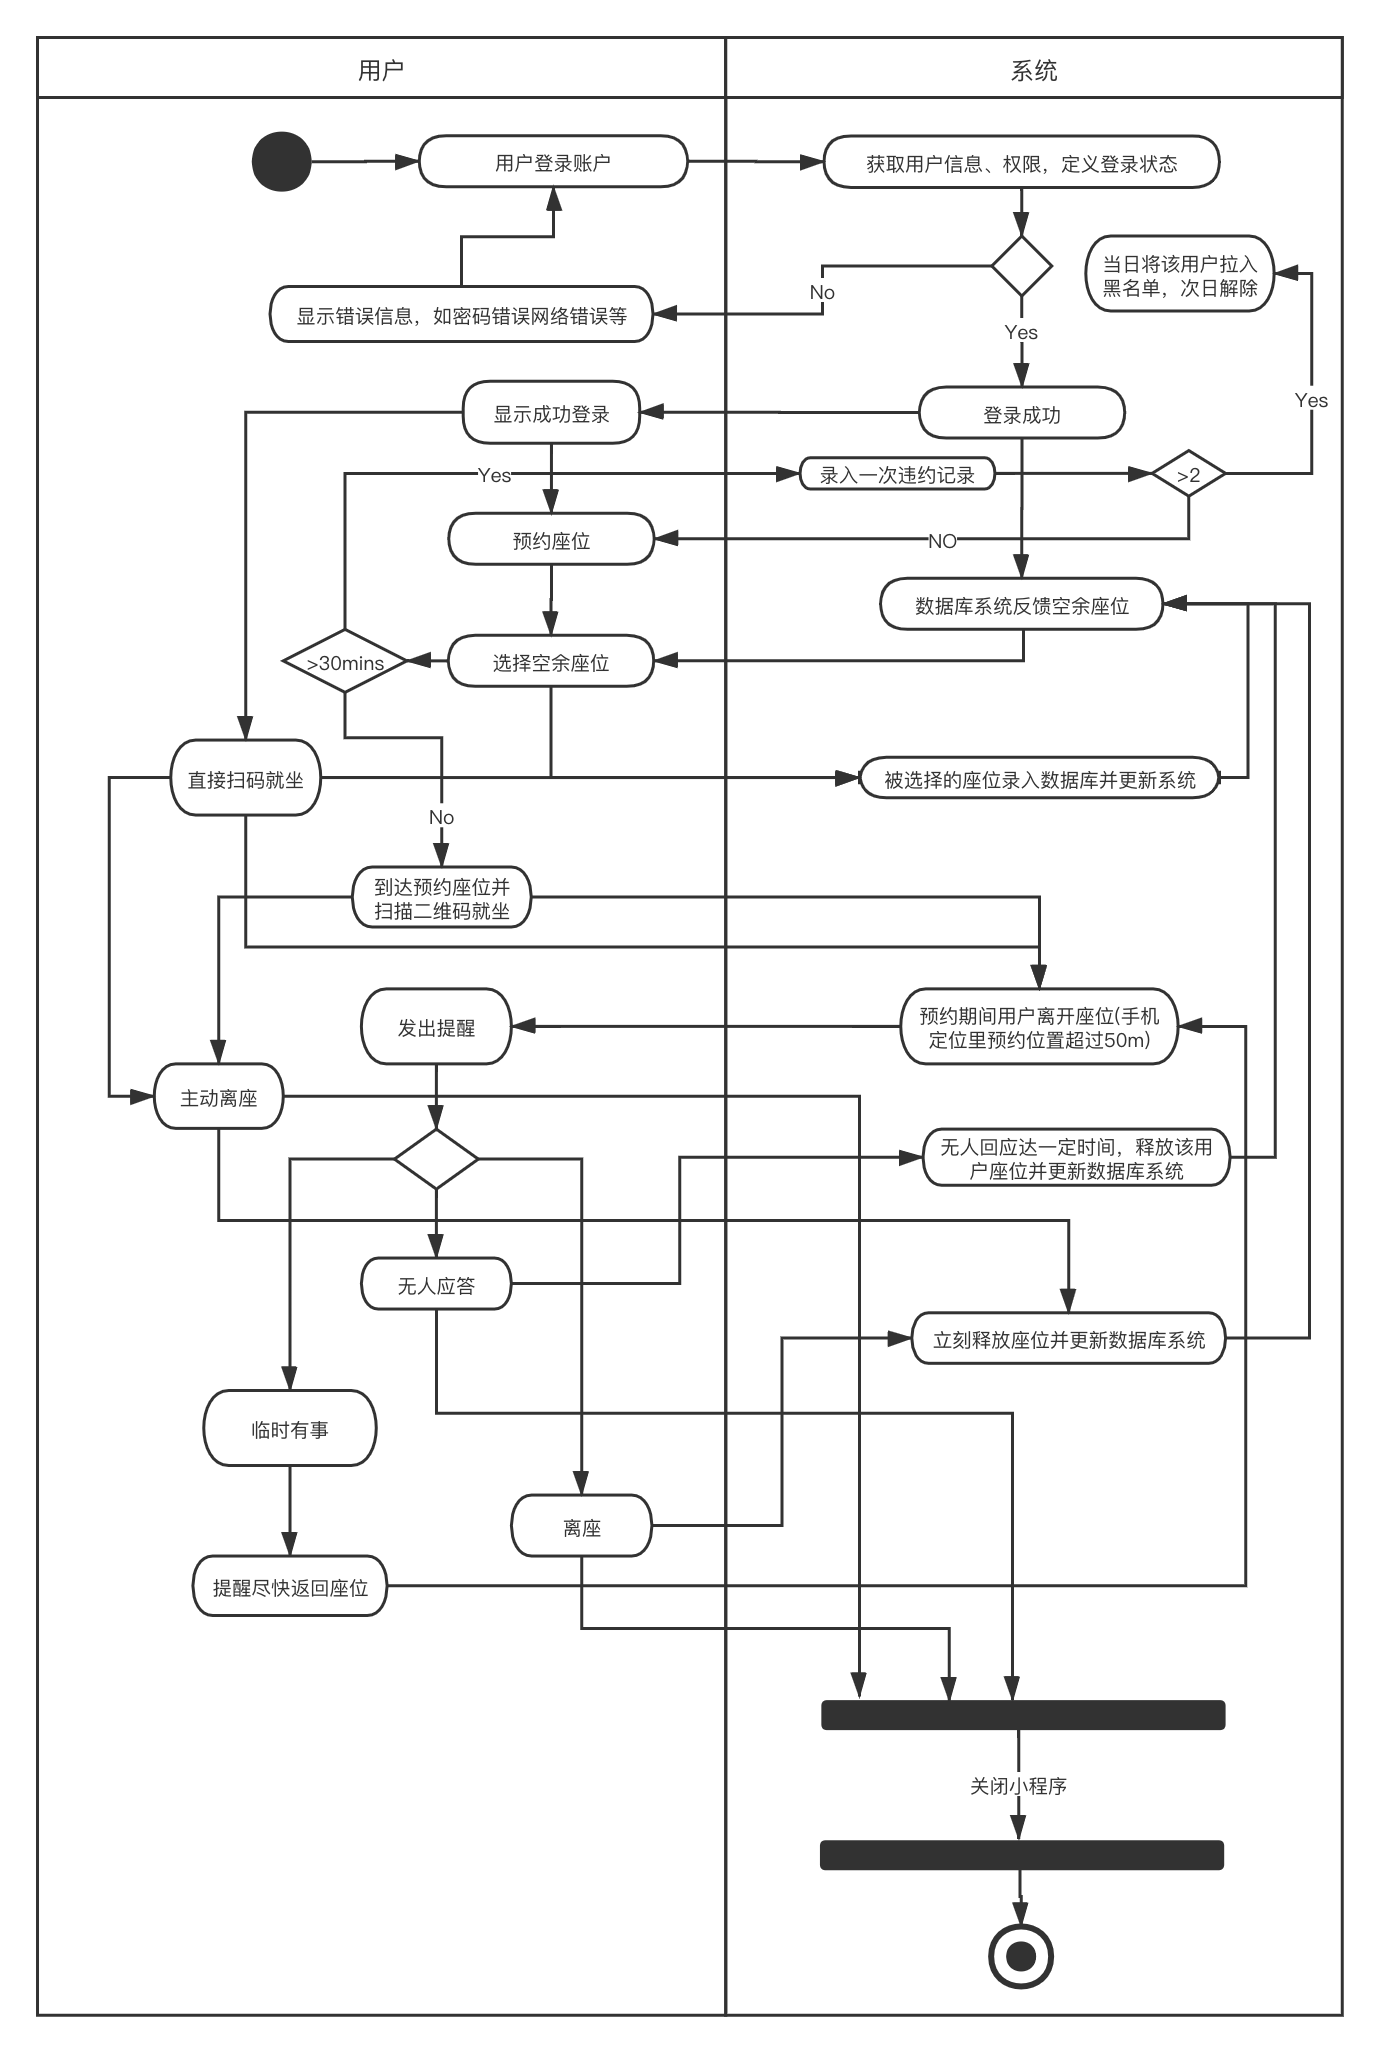 用户
系统
用户登录账户
获取用户信息、权限，定义登录状态
当日将该用户拉入
黑名单，次日解除
No
显示错误信息，如密码错误网络错误等
Yes
显示成功登录
登录成功
Yes
Yes
录入一次违约记录
>2
预约座位
NO
数据库系统反馈空余座位
>30mins
选择空余座位
直接扫码就坐
被选择的座位录入数据库并更新系统
No
到达预约座位并
扫描二维码就坐
发出提醒
预约期间用户离开座位(手机
定位里预约位置超过50m)
主动离座
无人回应达一定时间，释放该用
户座位并更新数据库系统
无人应答
立刻释放座位并更新数据库系统
临时有事
离座
提醒尽快返回座位
关闭小程序